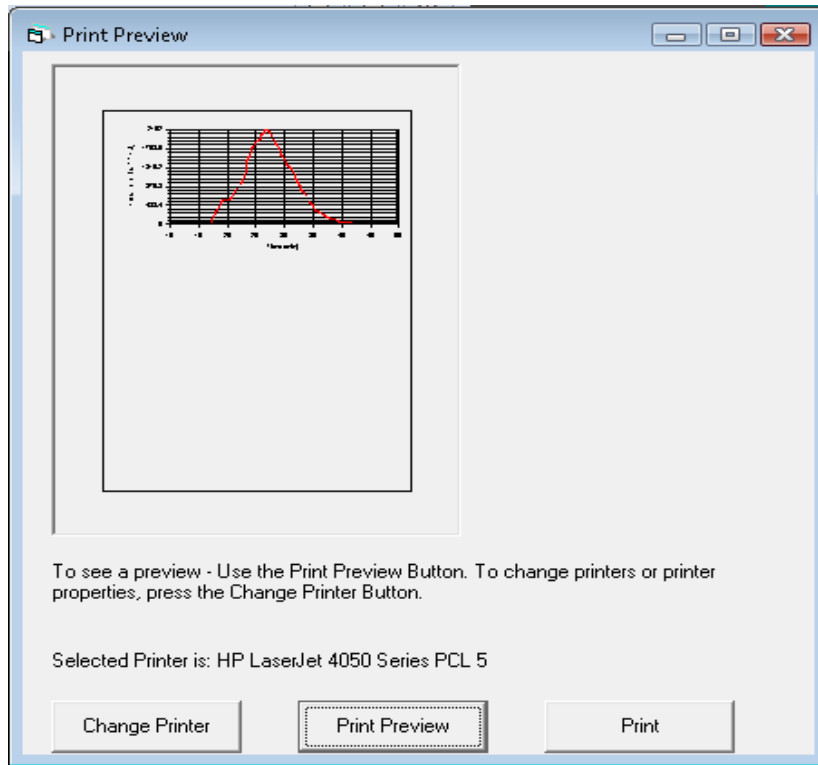 Print Preview
0
To see a preview - Use the Print Preview Button. To change printers or printer
properties, press the Change Printer Button.
Selected Printer is: HP LaserJet 4050 Series PCL 5
Change Printer
Print Preview
Print